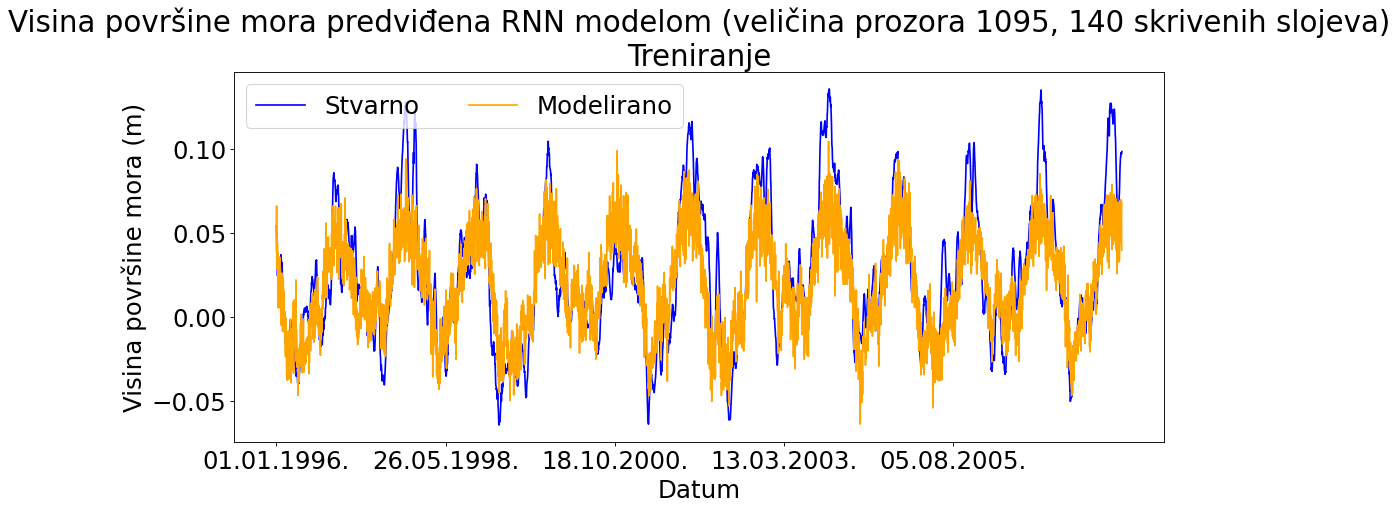 Visina površine mora predviđena RNN modelom (veličina prozora 1095, 140 skrivenih slojeva)
Treniranje
Stvarno Modelirano
Visina površine mora (m)
0.10
0.05
0.00
−0.05
01.01.1996. 26.05.1998. 18.10.2000. 13.03.2003. 05.08.2005.
Datum